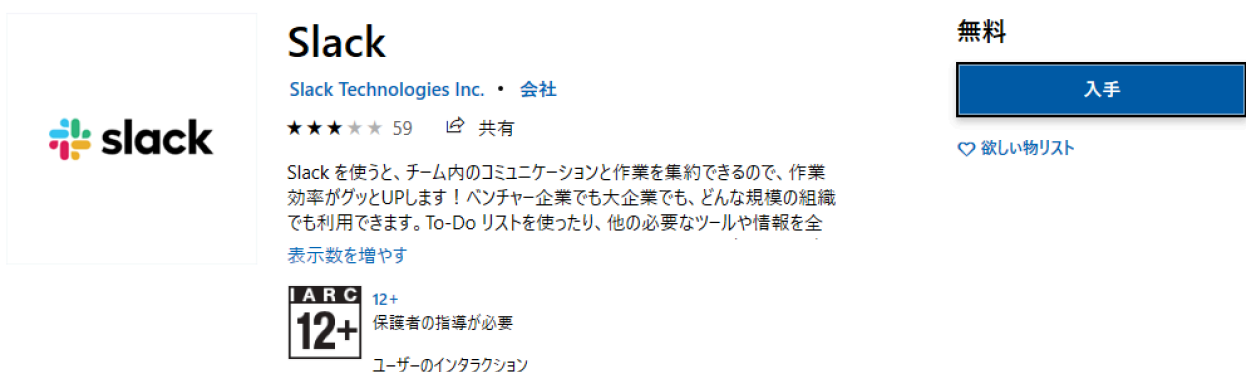 slack
Slack
Slack Technologies Inc. • 会社
★★★★★ 59 共有
Slack を使うと、チーム内のコミュニケーションと作業を集約できるので、作業
効率がグッとUPします！ベンチャー企業でも大企業でも、どんな規模の組織
でも利用できます。To-Do リストを使ったり、他の必要なツールや情報を全
表示数を増やす
IARC
12+
12+
保護者の指導が必要
ユーザーのインタラクション
無料
入手
欲しい物リスト